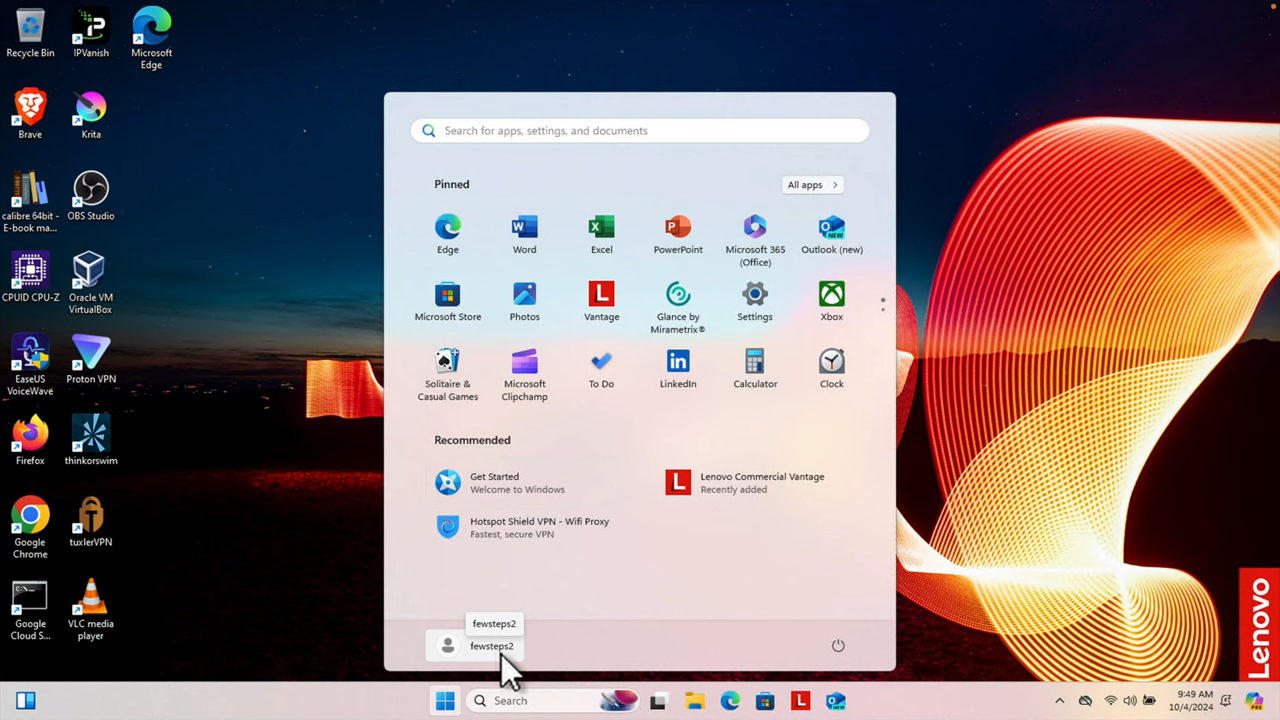 Recycle Bin
IPVanish
Microsoft
Edge
Brave
Krita
calibre 64bit -
E-book ma...
OBS Studio
CPUID CPU-Z
Oracle VM
VirtualBox
EaseUS
VoiceWave
Proton VPN
Firefox
thinkorswim
Google
Chrome
tuxlerVPN
Google
Cloud S...
VLC media
player
Search for apps, settings, and documents
Pinned
All apps
Edge
Word
Excel
PowerPoint
Microsoft 365
(Office)
Outlook (new)
NEW
Microsoft Store
Photos
Vantage
Glance by
Mirametrix®
Settings
Xbox
Solitaire &
Casual Games
Microsoft
Clipchamp
To Do
LinkedIn
Calculator
Clock
Recommended
Get Started
Welcome to Windows
Lenovo Commercial Vantage
Recently added
Hotspot Shield VPN - Wifi Proxy
Fastest, secure VPN
fewsteps2
fewsteps2
Lenovo
Search
9:49 AM
10/4/2024
PRE